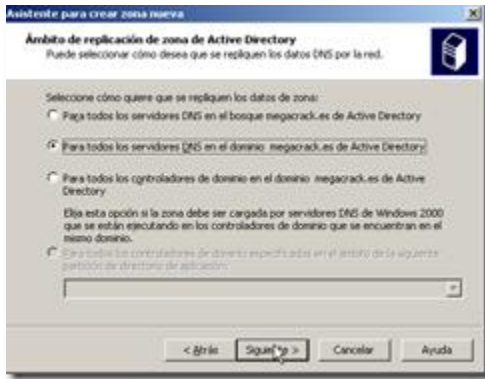 Asistente para crear zona nueva
Ámbito de replicación de zona de Active Directory
Puede seleccionar cómo desea que se repliquen los datos DNS por la red.
Seleccione cómo quiere que se repliquen los datos de zona:
Para todos los servidores DNS en el bosque megacrack.es de Active Directory
Para todos los servidores DNS en el dominio megacrack.es de Active Directory
Para todos los controladores de dominio en el dominio megacrack.es de Active
Directory
Elija esta opción si la zona debe ser cargada por servidores DNS de Windows 2000
que se están ejecutando en los controladores de dominio que se encuentran en el
mismo dominio.
Para todos los controladores de dominio especificados en el ámbito de la siguiente
partición de directorio de aplicación:
< Atrás
Siguiente >
Cancelar
Ayuda